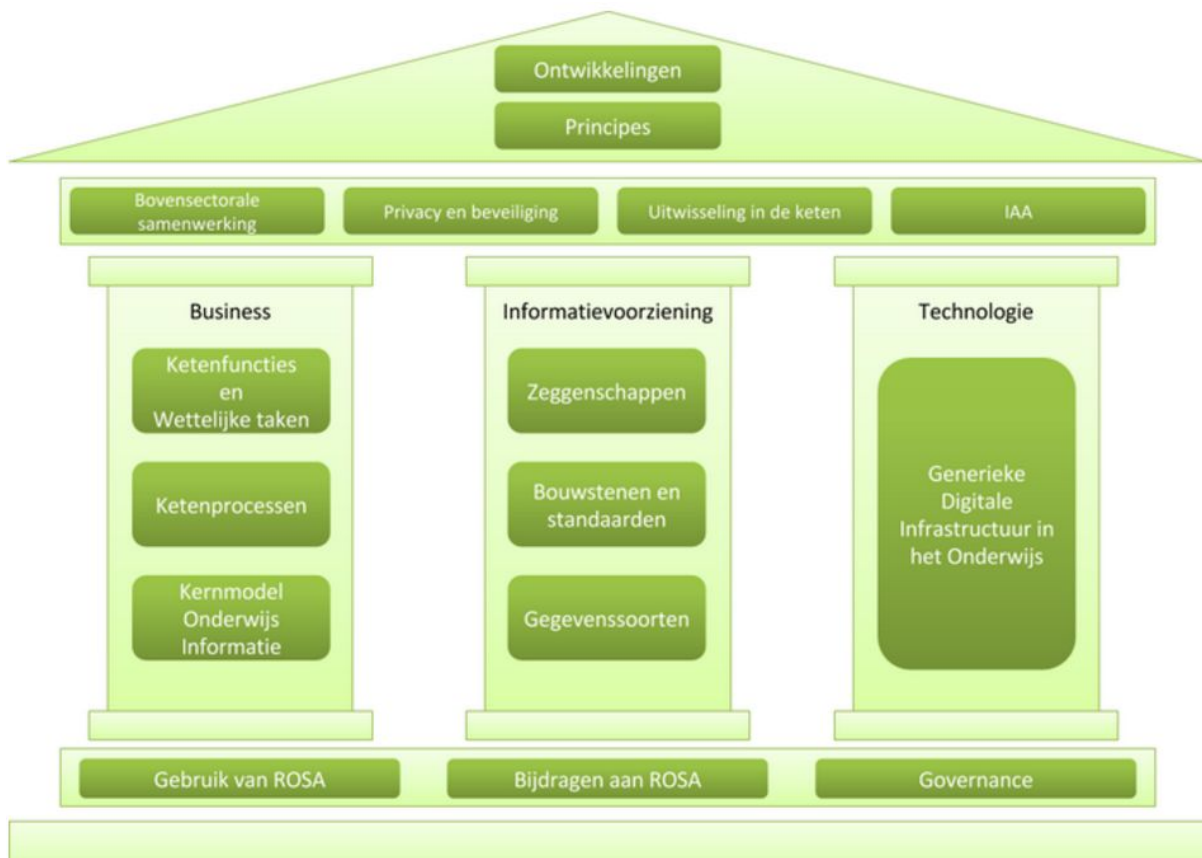 Ontwikkelingen
Principes
Bovensectorale
samenwerking
Privacy en beveiliging
Uitwisseling in de keten
IAA
Business
Ketenfuncties
en
Wettelijke taken
Ketenprocessen
Kernmodel
Onderwijs
Informatie
Informatievoorziening
Zeggenschappen
Bouwstenen en
standaarden
Gegevenssoorten
Technologie
Generieke
Digitale
Infrastructuur in
het Onderwijs
Gebruik van ROSA
Bijdragen aan ROSA
Governance